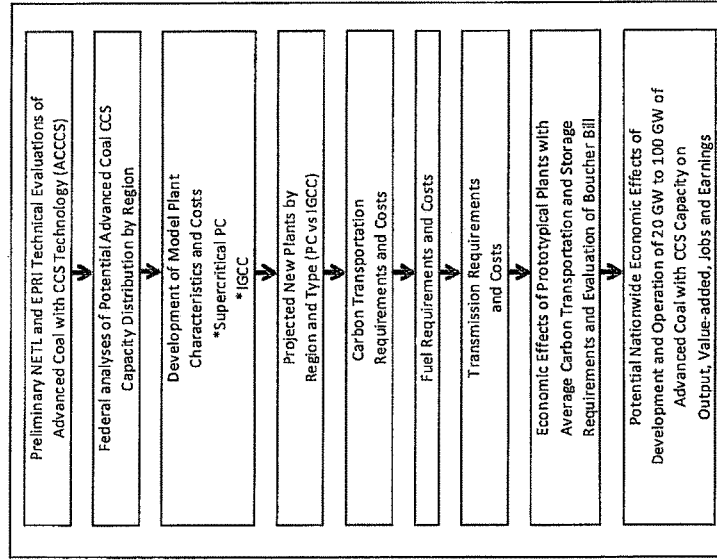 Preliminary NETL and EPRI Technical Evaluations of
Advanced Coal with CCS Technology (ACCCS)
Federal analyses of Potential Advanced Coal CCS
Capacity Distribution by Region
Development of Model Plant
Characteristics and Costs
*Supercritical PC
*IGCC
Projected New Plants by
Region and Type (PC vs IGCC)
Carbon Transportation
Requirements and Costs
Fuel Requirements and Costs
Transmission Requirements
and Costs
Economic Effects of Prototypical Plants with
Average Carbon Transportation and Storage
Requirements and Evaluation of Boucher Bill
Potential Nationwide Economic Effects of
Development and Operation of 20 GW to 100 GW of
Advanced Coal with CCS Capacity on
Output, Value-added, Jobs and Earnings